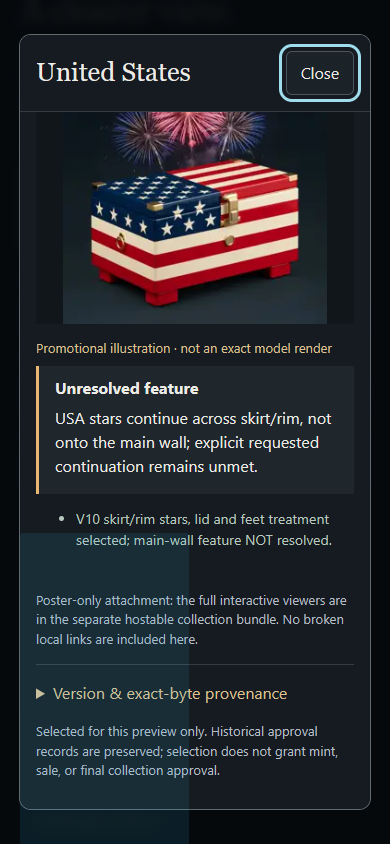 United States
Close
Promotional illustration · not an exact model render
Unresolved feature
USA stars continue across skirt/rim, not
onto the main wall; explicit requested
continuation remains unmet.
• V10 skirt/rim stars, lid and feet treatment
selected; main-wall feature NOT resolved.
Poster-only attachment: the full interactive viewers are
in the separate hostable collection bundle. No broken
local links are included here.
▶ Version & exact-byte provenance
Selected for this preview only. Historical approval
records are preserved; selection does not grant mint,
sale, or final collection approval.